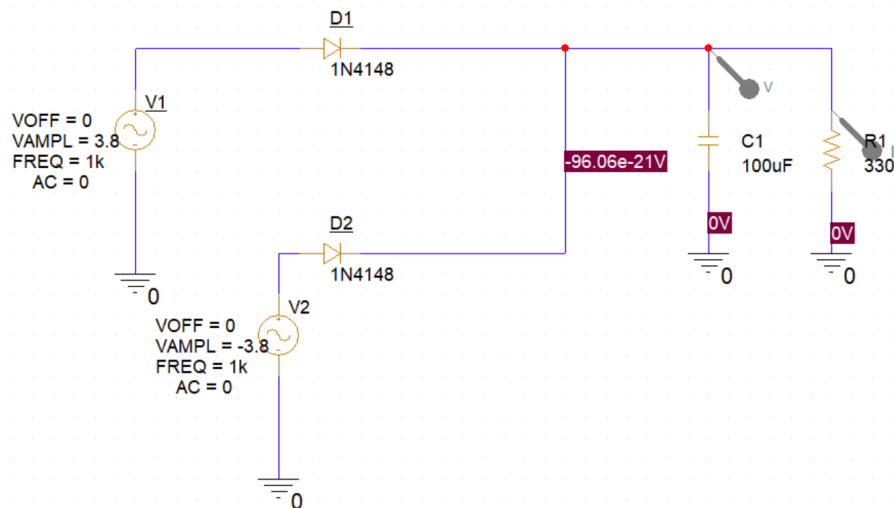 D1
1N4148
V1
VOFF = 0
VAMPL = 3.8
FREQ = 1k
AC = 0
0
-96.06e-21V
V
C1
100uF
0V
0
R1
330
I
0V
0
D2
1N4148
V2
VOFF = 0
VAMPL = -3.8
FREQ = 1k
AC = 0
0